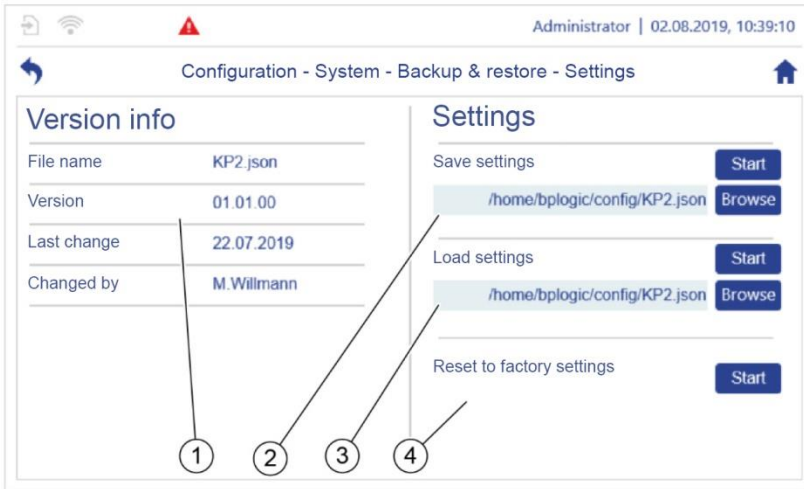 Administrator | 02.08.2019, 10:39:10
Configuration - System - Backup & restore - Settings
Version info
File name KP2.json
Version 01.01.00
Last change 22.07.2019
Changed by M.Willmann
Settings
Save settings Start
/home/bplogic/config/KP2.json Browse
Load settings Start
/home/bplogic/config/KP2.json Browse
Reset to factory settings Start
1 2 3 4